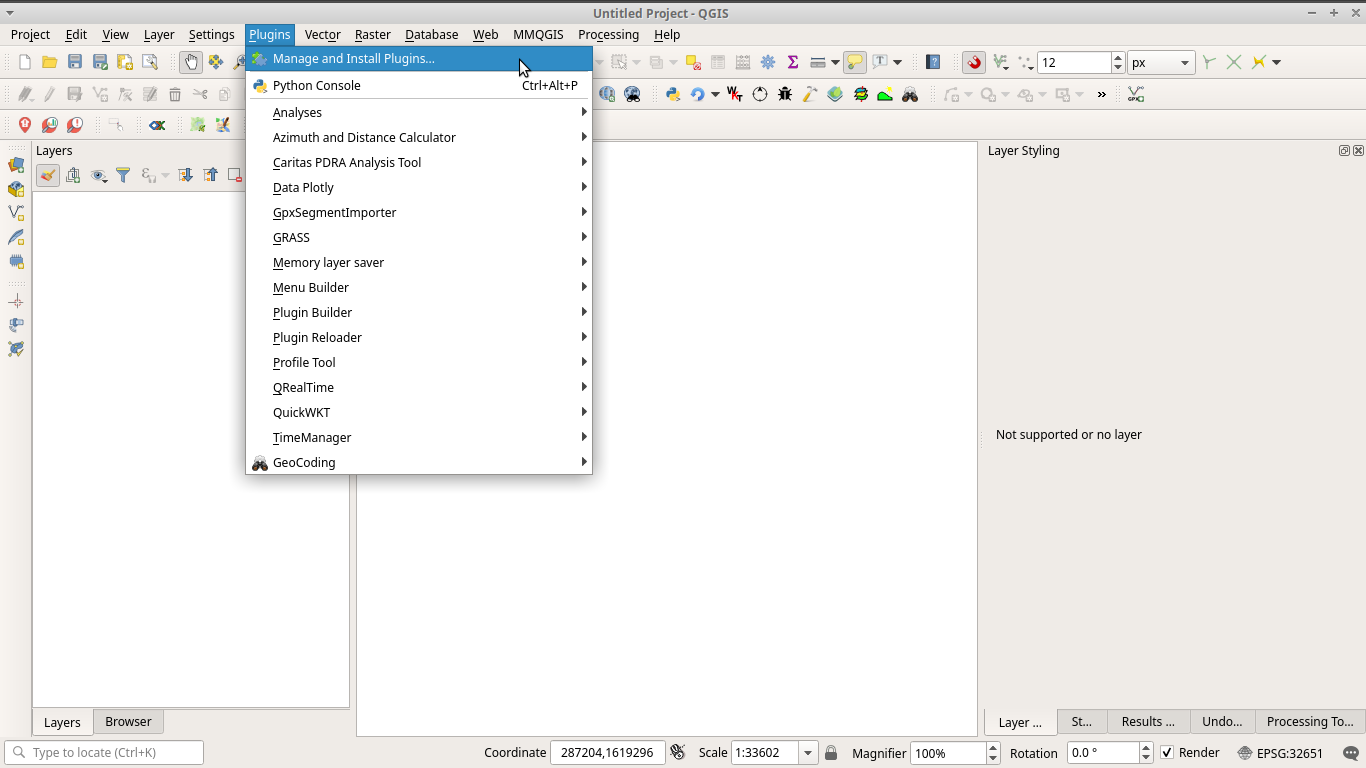 Untitled Project - QGIS
Project Edit View Layer Settings Plugins Vector Raster Database Web MMQGIS Processing Help
Manage and Install Plugins...
12 px
Python Console Ctrl+Alt+P
Analyses
Azimuth and Distance Calculator
Caritas PDRA Analysis Tool
Data Plotly
GpxSegmentImporter
GRASS
Memory layer saver
Menu Builder
Plugin Builder
Plugin Reloader
Profile Tool
QRealTime
QuickWKT
TimeManager
GeoCoding
Layers
Layer Styling
Not supported or no layer
Layers Browser
Layer ... St... Results ... Undo... Processing To...
Type to locate (Ctrl+K) Coordinate 287204,1619296 Scale 1:33602 Magnifier 100% Rotation 0.0 ° Render EPSG:32651